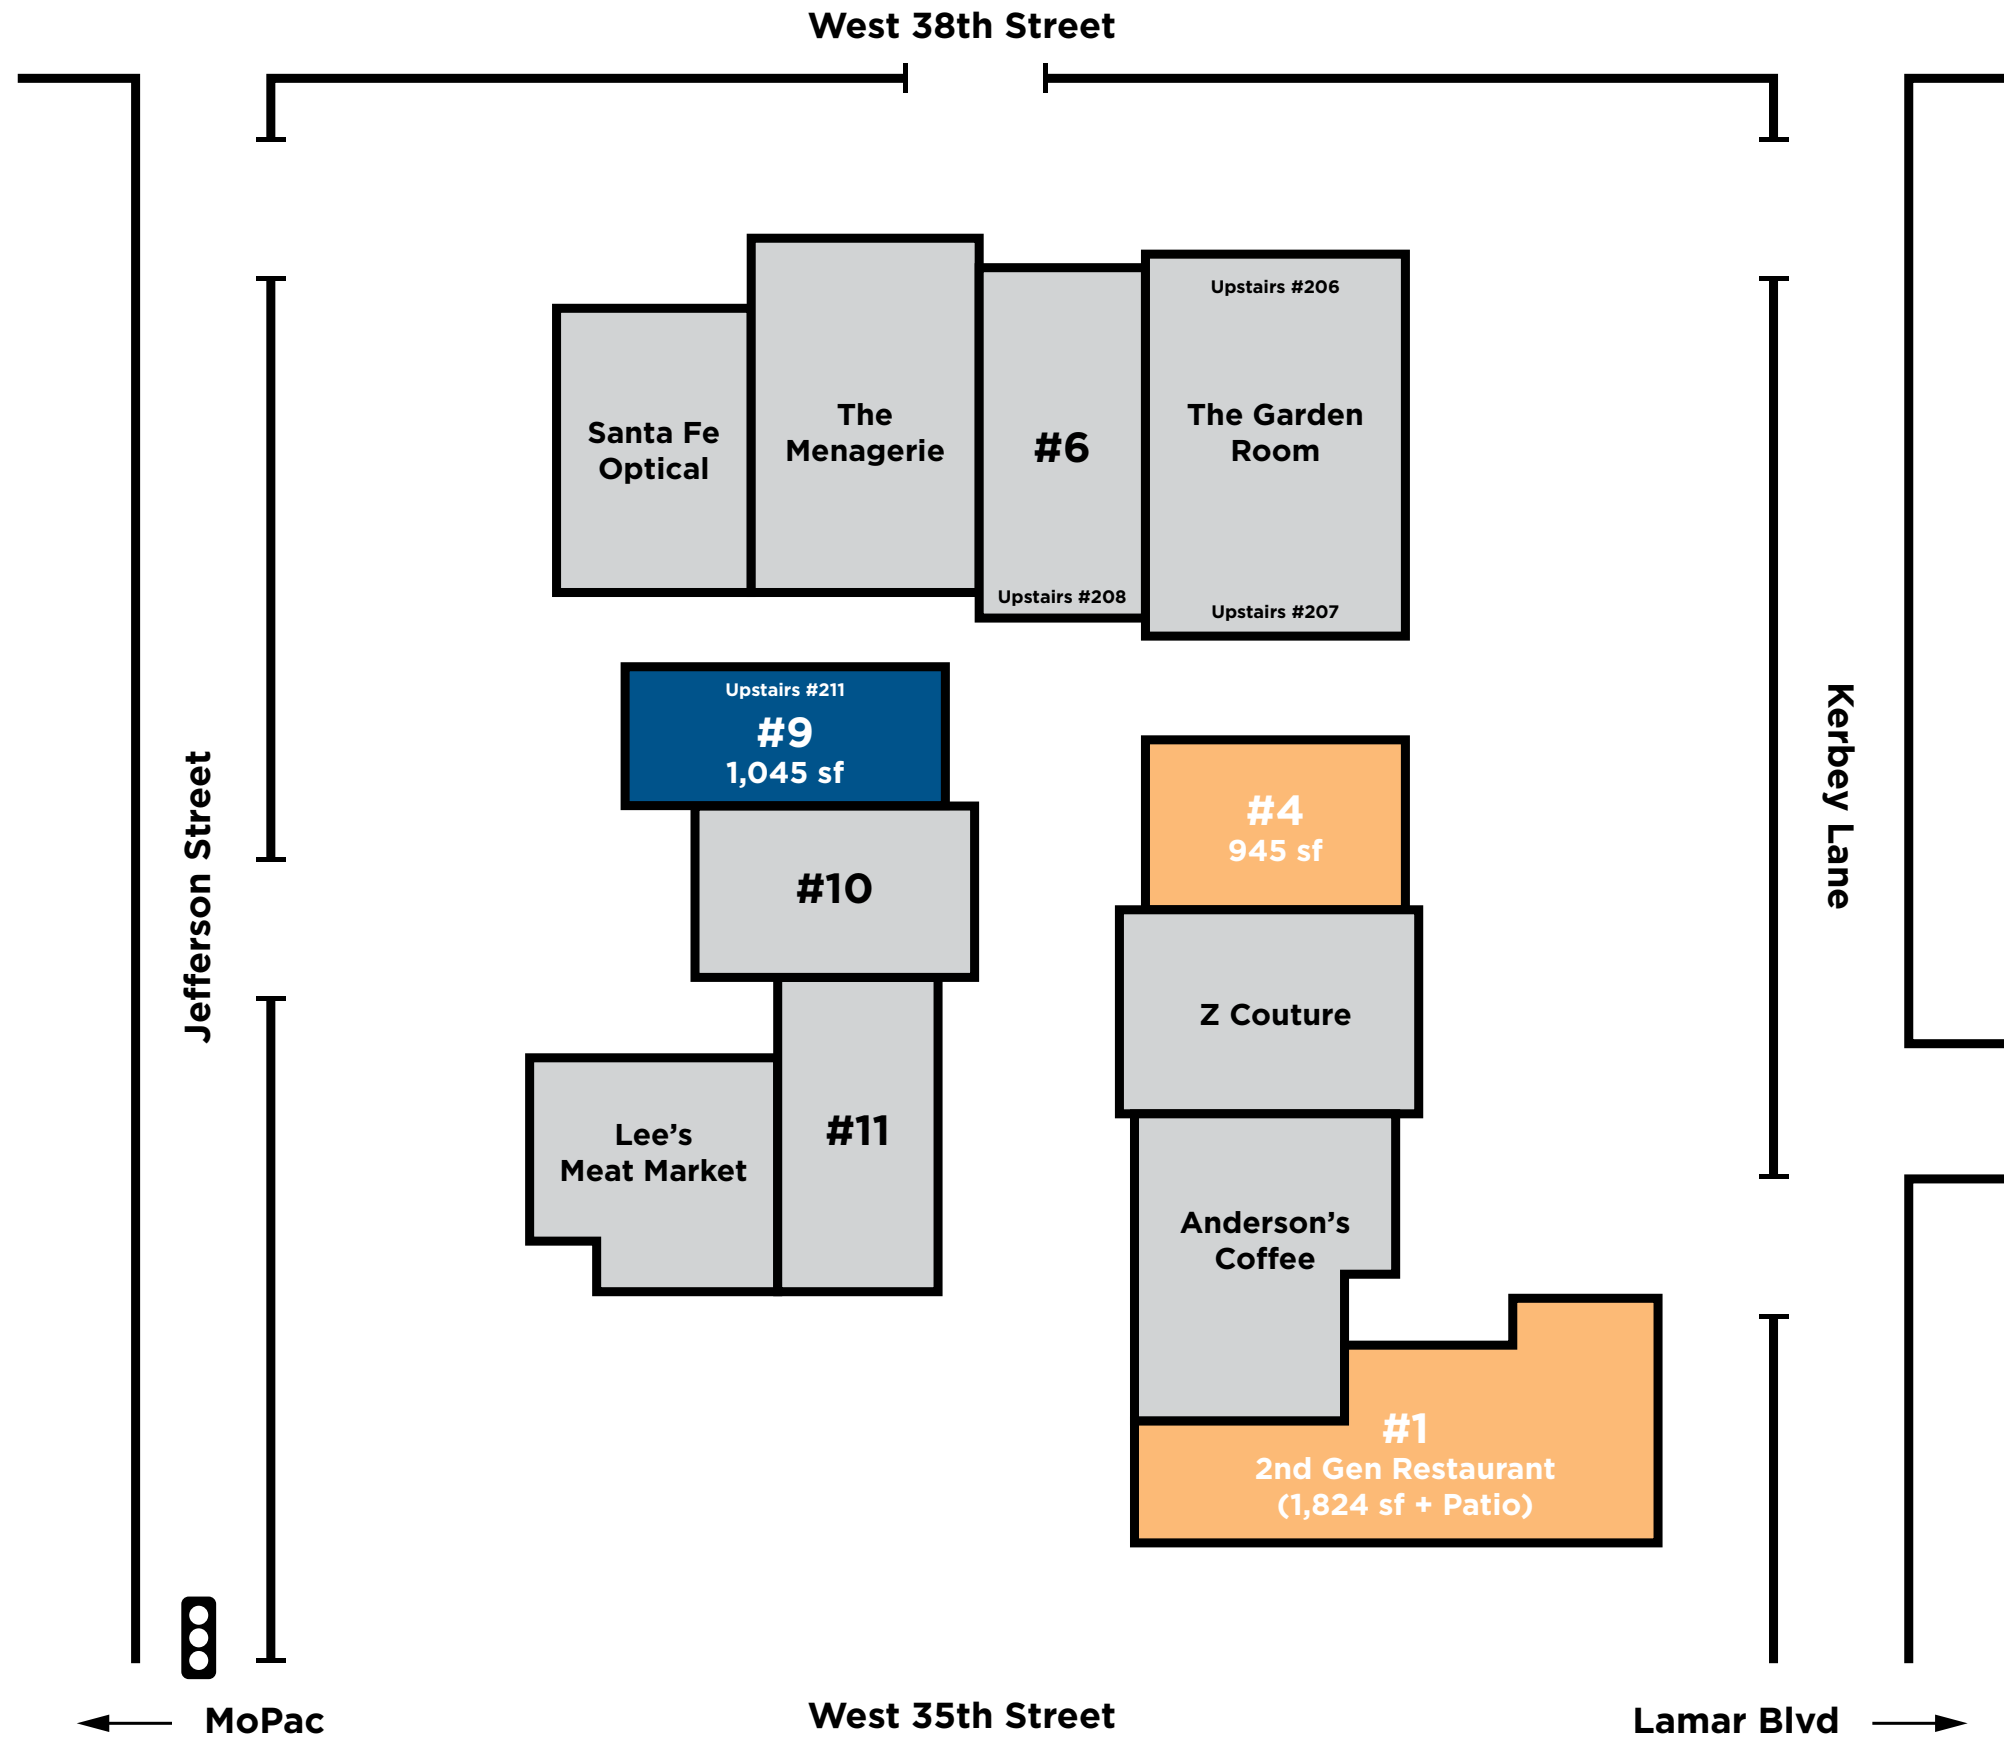 West 38th Street
Upstairs #206
Santa Fe
Optical
The
Menagerie
#6
The Garden
Room
Upstairs #208
Upstairs #207
Upstairs #211
#9
1,045 sf
#4
945 sf
Jefferson Street
Kerbey Lane
#10
Z Couture
Lee’s
Meat Market
#11
Anderson’s
Coffee
#1
2nd Gen Restaurant
(1,824 sf + Patio)
MoPac
West 35th Street
Lamar Blvd